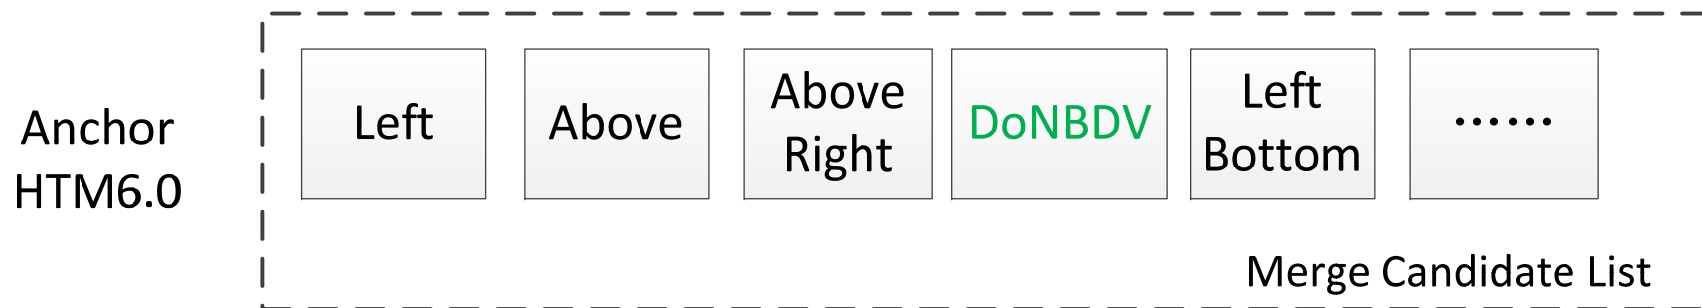 Anchor
HTM6.0
Left
Above
Above
Right
DoNBDV
Left
Bottom
……
Merge Candidate List